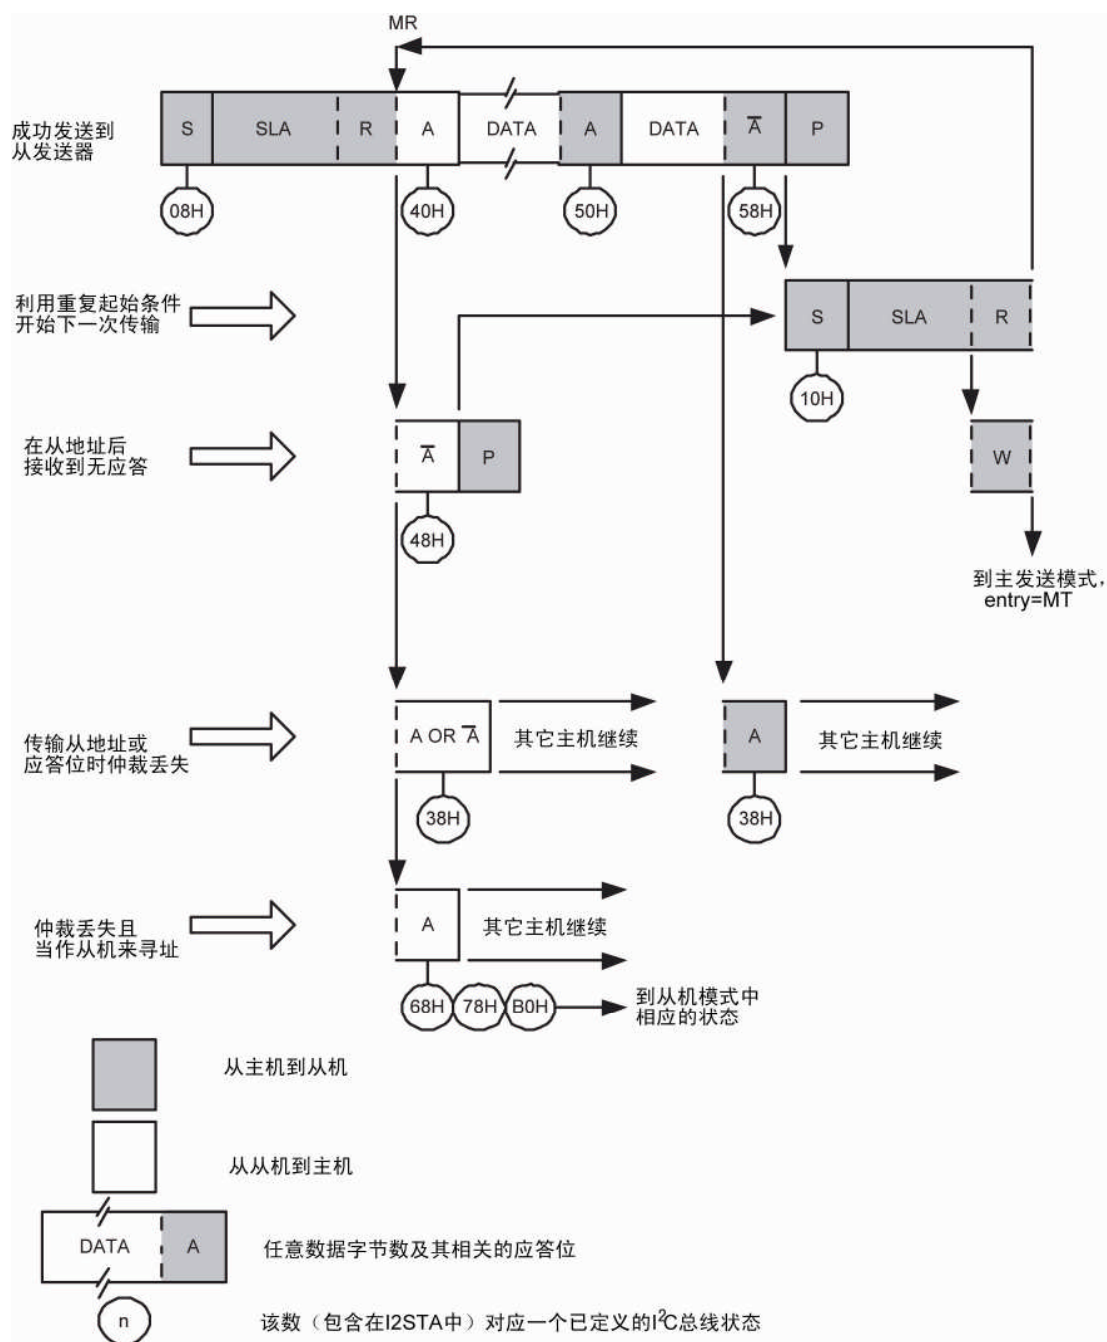 MR
成功发送到
从发送器
S SLA R A DATA A DATA A̅ P
08H 40H 50H 58H
利用重复起始条件
开始下一次传输
S SLA R
10H
在从地址后
接收到无应答
A̅ P
W
48H
到主发送模式，
entry=MT
传输从地址或
应答位时仲裁丢失
A OR A̅ 其它主机继续 A 其它主机继续
38H 38H
仲裁丢失且
当作从机来寻址
A 其它主机继续
68H 78H B0H
到从机模式中
相应的状态
从主机到从机
从从机到主机
DATA A 任意数据字节数及其相关的应答位
n 该数（包含在I2STA中）对应一个已定义的I²C总线状态